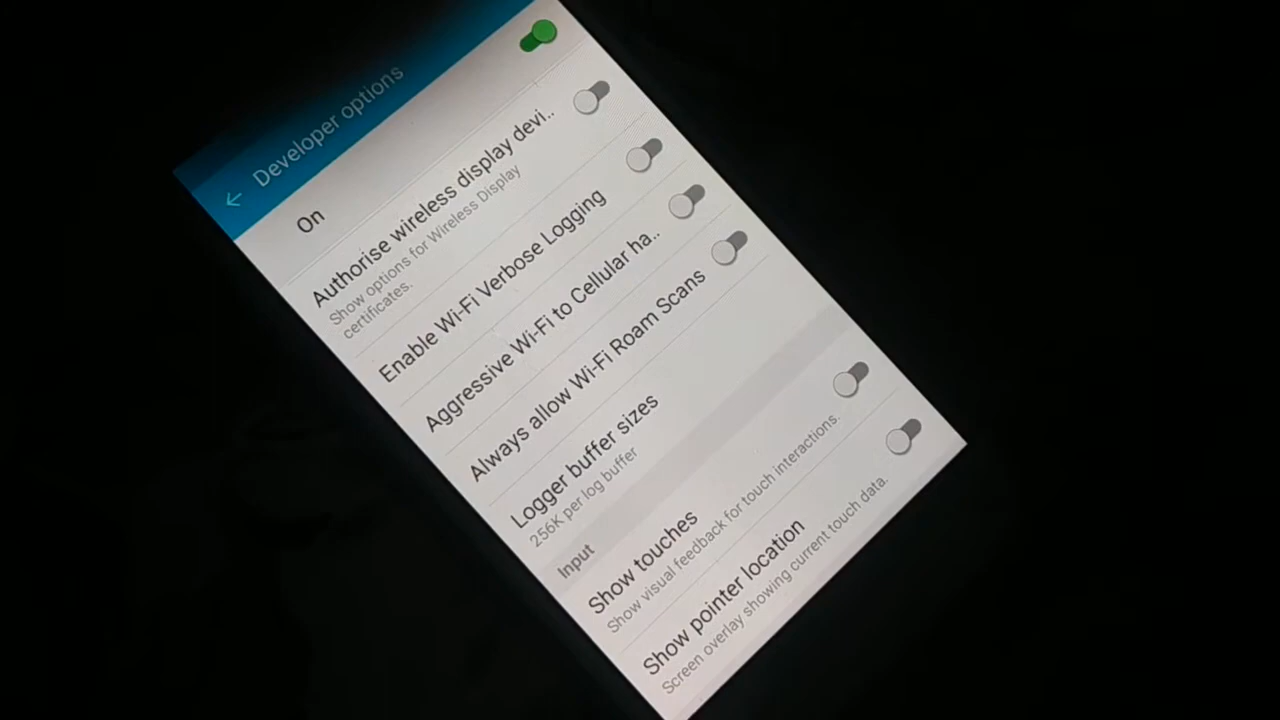 Developer options
On
Authorise wireless display devi..
Show options for Wireless Display
certificates.
Enable Wi-Fi Verbose Logging
Aggressive Wi-Fi to Cellular ha..
Always allow Wi-Fi Roam Scans
Logger buffer sizes
256K per log buffer
Input
Show touches
Show visual feedback for touch interactions.
Show pointer location
Screen overlay showing current touch data.